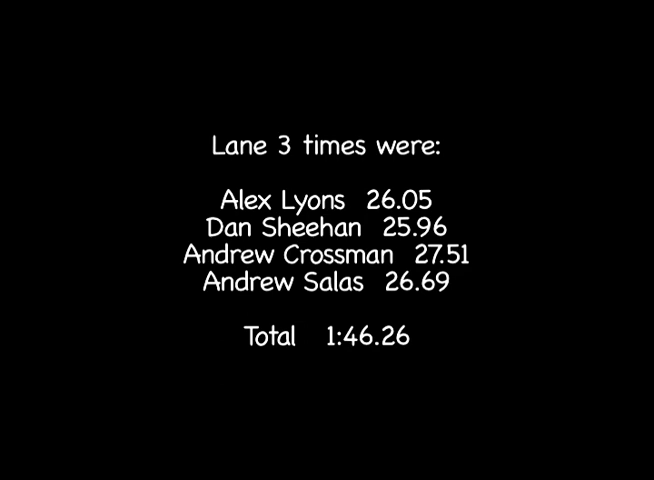 Lane 3 times were:
Alex Lyons 26.05
Dan Sheehan 25.96
Andrew Crossman 27.51
Andrew Salas 26.69
Total 1:46.26